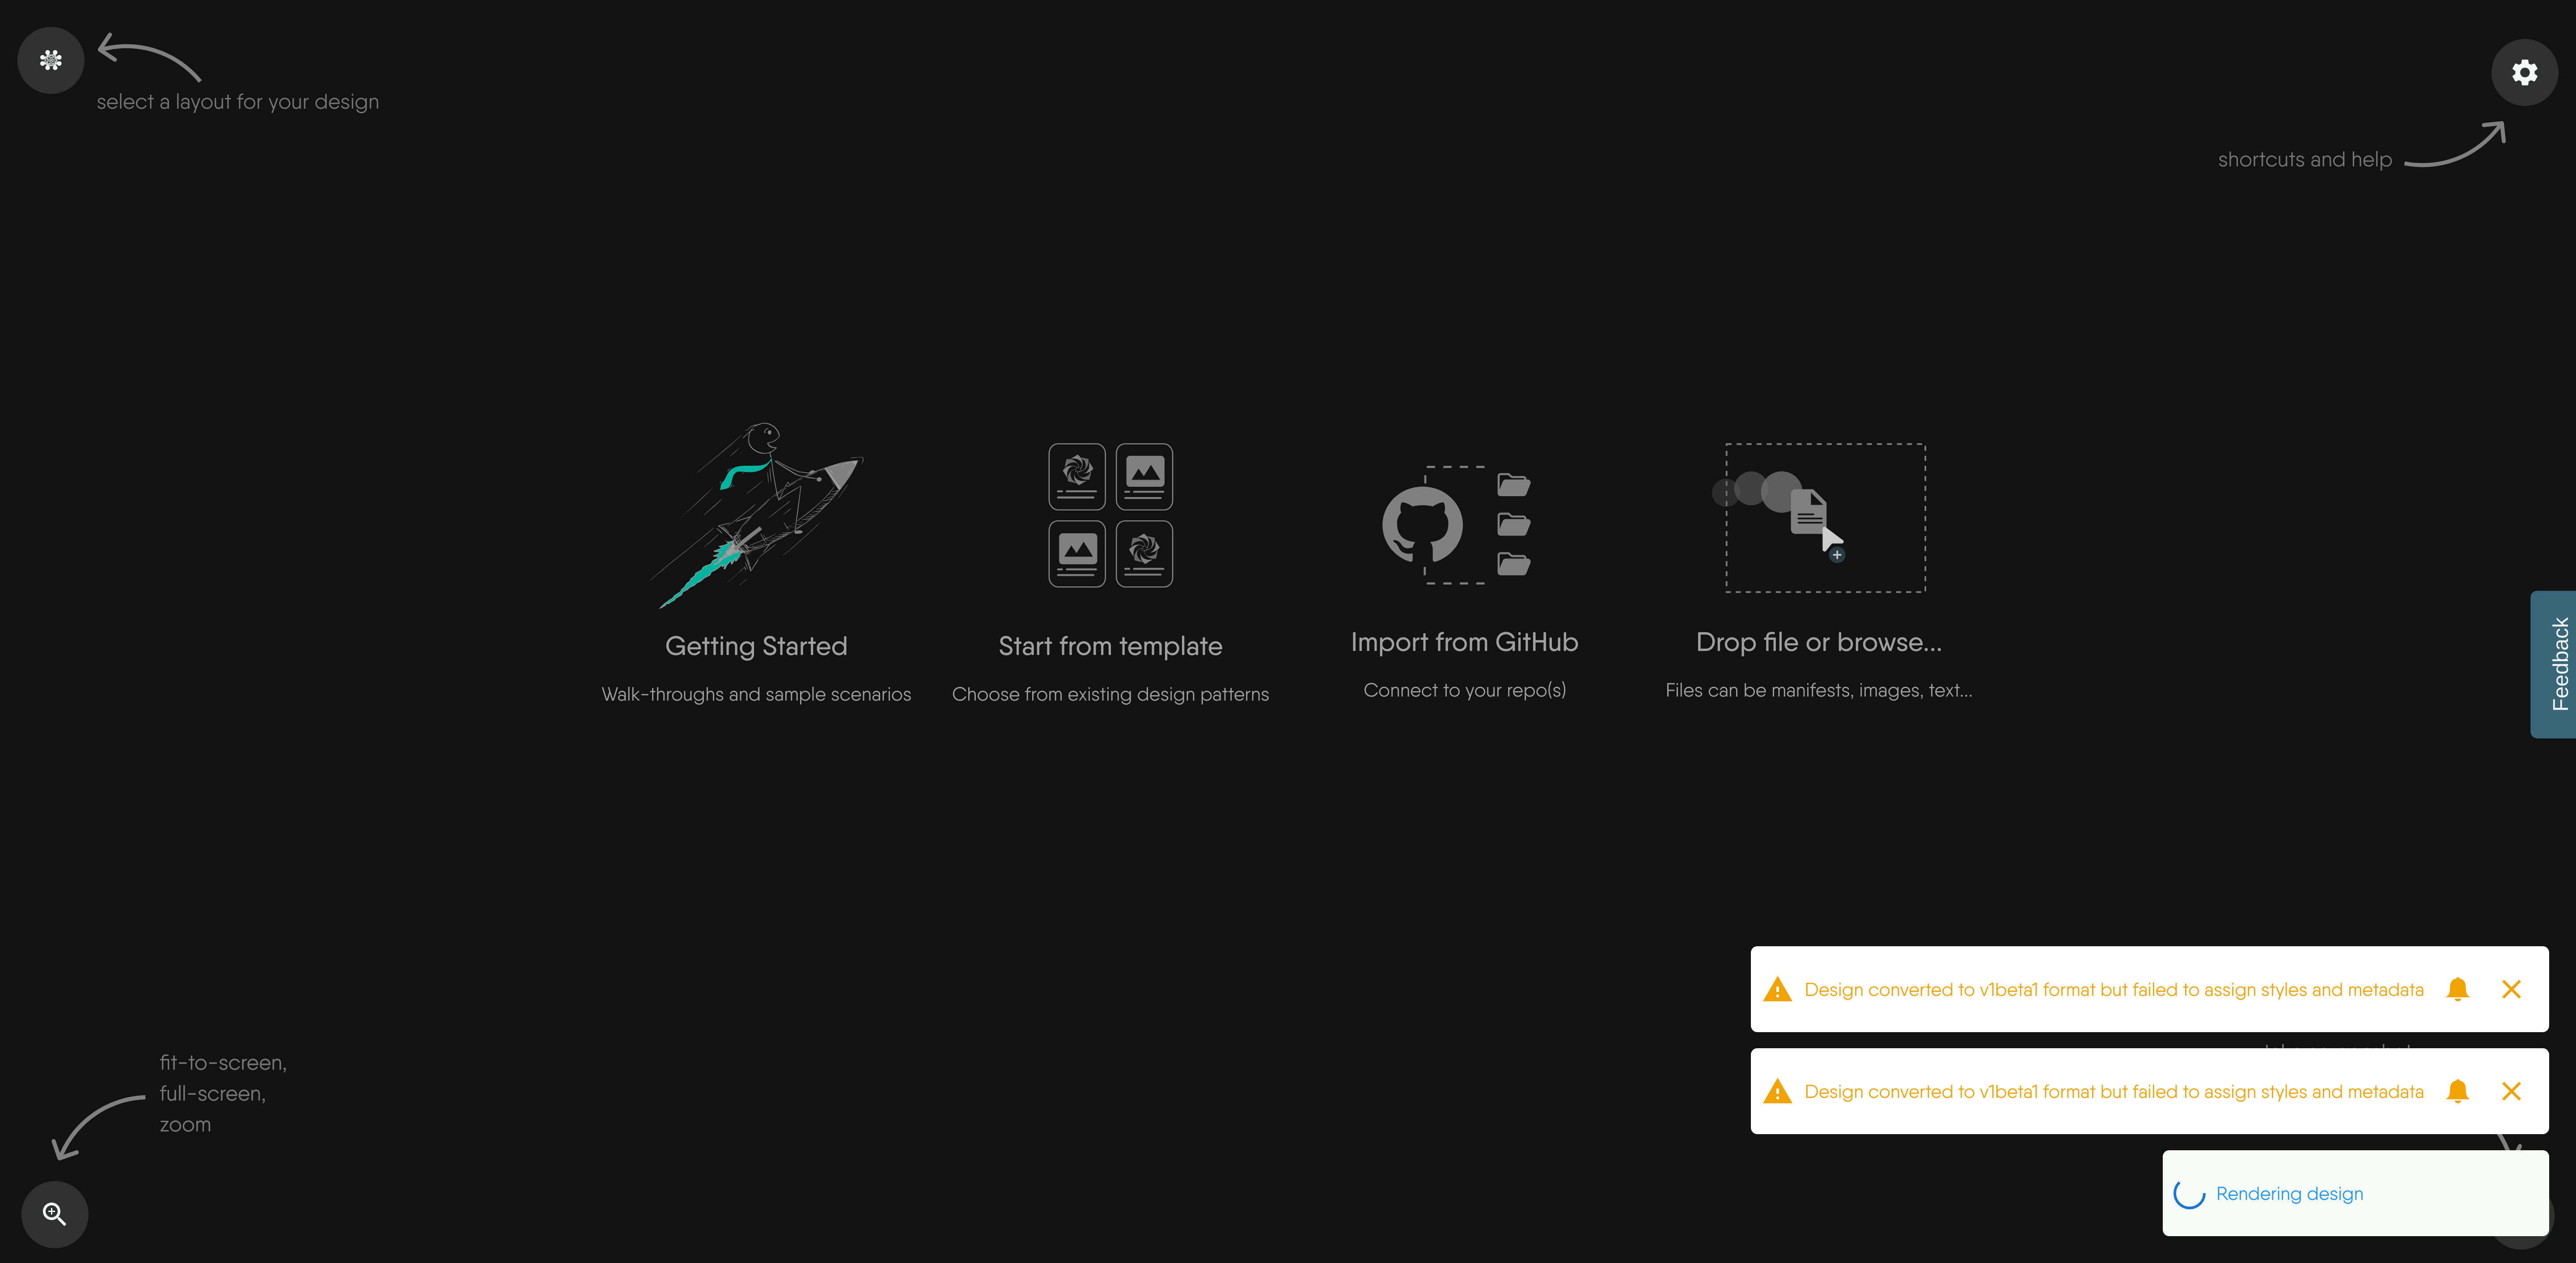 select a layout for your design
shortcuts and help
Getting Started
Walk-throughs and sample scenarios
Start from template
Choose from existing design patterns
Import from GitHub
Connect to your repo(s)
Drop file or browse...
Files can be manifests, images, text...
Feedback
Design converted to v1beta1 format but failed to assign styles and metadata
Design converted to v1beta1 format but failed to assign styles and metadata
fit-to-screen,
full-screen,
zoom
Rendering design